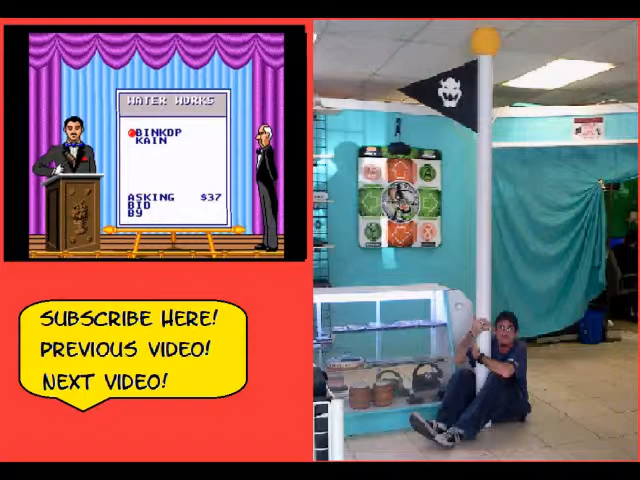 WATER WORKS
BINKDP
KAIN
ASKING $37
BID
B9
SUBSCRIBE HERE!
PREVIOUS VIDEO!
NEXT VIDEO!